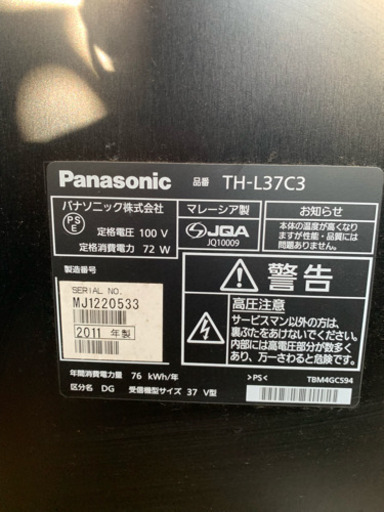 Panasonic 品番 TH-L37C3
パナソニック株式会社
PS E
定格電圧 100 V
定格消費電力 72 W
マレーシア製
JQA
JQ10009
お知らせ
本体の温度が高くなり
ますが性能・品質には
問題ありません。
製造番号
SERIAL NO.
MJ1220533
2011 年製
警告
高圧注意
サービスマン以外の方は、
裏ぶたをあけないでください。
内部には高電圧部分が数多く
あり、万一さわると危険です。
年間消費電力量 76 kWh/年
区分名 DG 受信機型サイズ 37 V型
>PS<
TBM4GC594